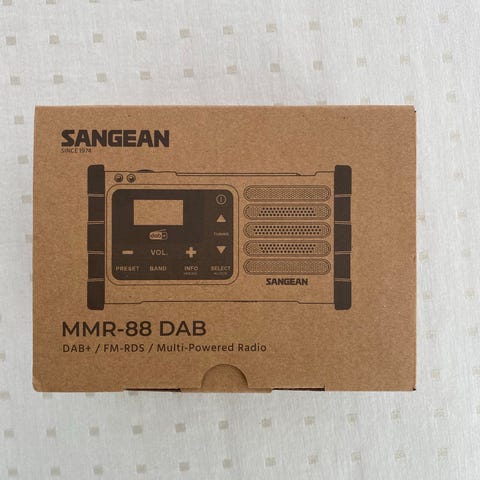 SANGEAN
SINCE 1974
dab+
TUNING
− VOL. +
PRESET BAND INFO SELECT
SANGEAN
MMR-88 DAB
DAB+ / FM-RDS / Multi-Powered Radio